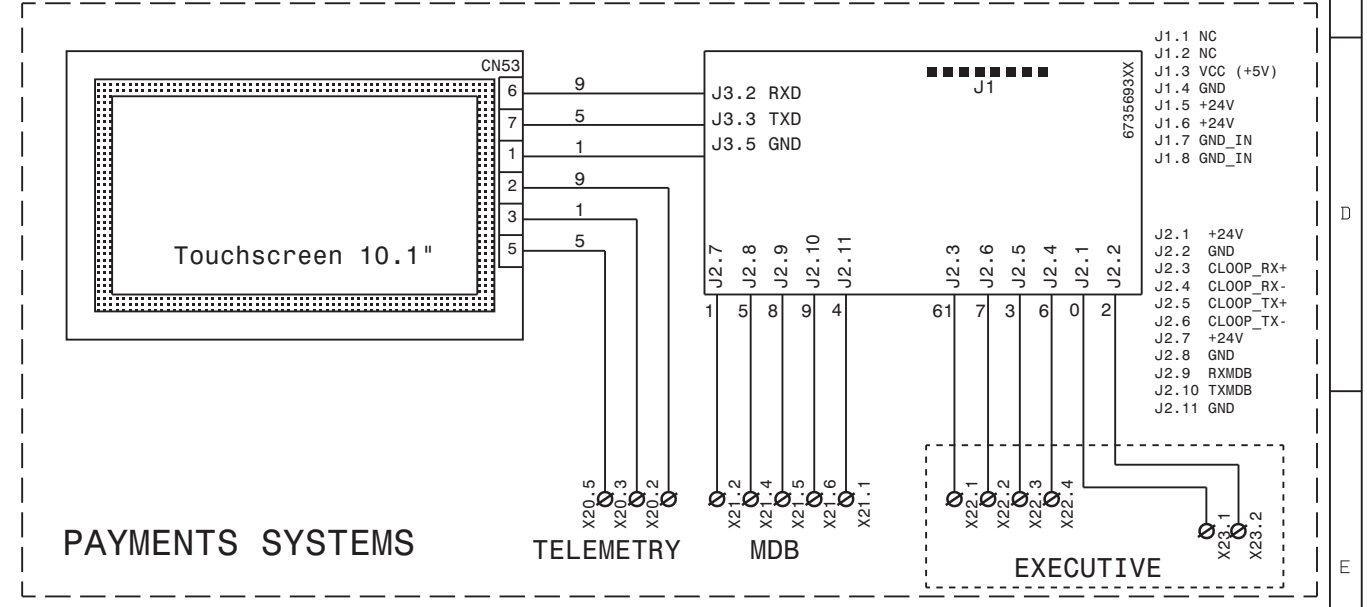 CN53
6
7
1
2
3
5
9
5
1
9
1
5
Touchscreen 10.1"
J3.2 RXD
J3.3 TXD
J3.5 GND
J1
6735693XX
J2.7
J2.8
J2.9
J2.10
J2.11
J2.3
J2.6
J2.5
J2.4
J2.1
J2.2
1
5
8
9
4
61
7
3
6
0
2
J1.1 NC
J1.2 NC
J1.3 VCC (+5V)
J1.4 GND
J1.5 +24V
J1.6 +24V
J1.7 GND_IN
J1.8 GND_IN
J2.1 +24V
J2.2 GND
J2.3 CLOOP_RX+
J2.4 CLOOP_RX-
J2.5 CLOOP_TX+
J2.6 CLOOP_TX-
J2.7 +24V
J2.8 GND
J2.9 RXMDB
J2.10 TXMDB
J2.11 GND
D
X20.5
X20.3
X20.2
X21.2
X21.4
X21.5
X21.6
X21.1
X22.1
X22.2
X22.3
X22.4
X23.1
X23.2
PAYMENTS SYSTEMS
TELEMETRY
MDB
EXECUTIVE
E